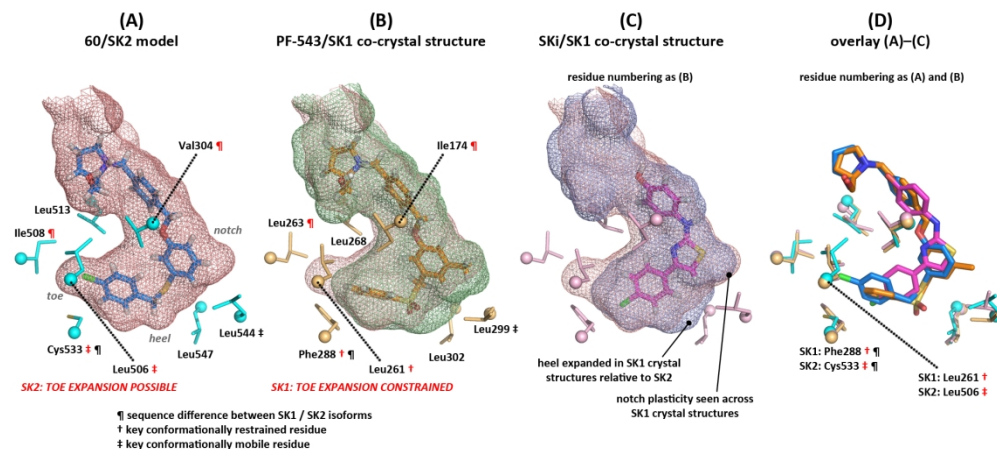 (A)
60/SK2 model
Val304 ¶
Leu513
Ile508 ¶
notch
toe
heel
Leu544 ‡
Leu547
Cys533 ‡ ¶
Leu506 ‡
SK2: TOE EXPANSION POSSIBLE
(B)
PF-543/SK1 co-crystal structure
Ile174 ¶
Leu263 ¶
Leu268
Leu299 ‡
Leu302
Phe288 † ¶
Leu261 †
SK1: TOE EXPANSION CONSTRAINED
(C)
SKi/SK1 co-crystal structure
residue numbering as (B)
heel expanded in SK1 crystal
structures relative to SK2
notch plasticity seen across
SK1 crystal structures
(D)
overlay (A)–(C)
residue numbering as (A) and (B)
SK1: Phe288 † ¶
SK2: Cys533 ‡ ¶
SK1: Leu261 †
SK2: Leu506 ‡
¶ sequence difference between SK1 / SK2 isoforms
† key conformationally restrained residue
‡ key conformationally mobile residue